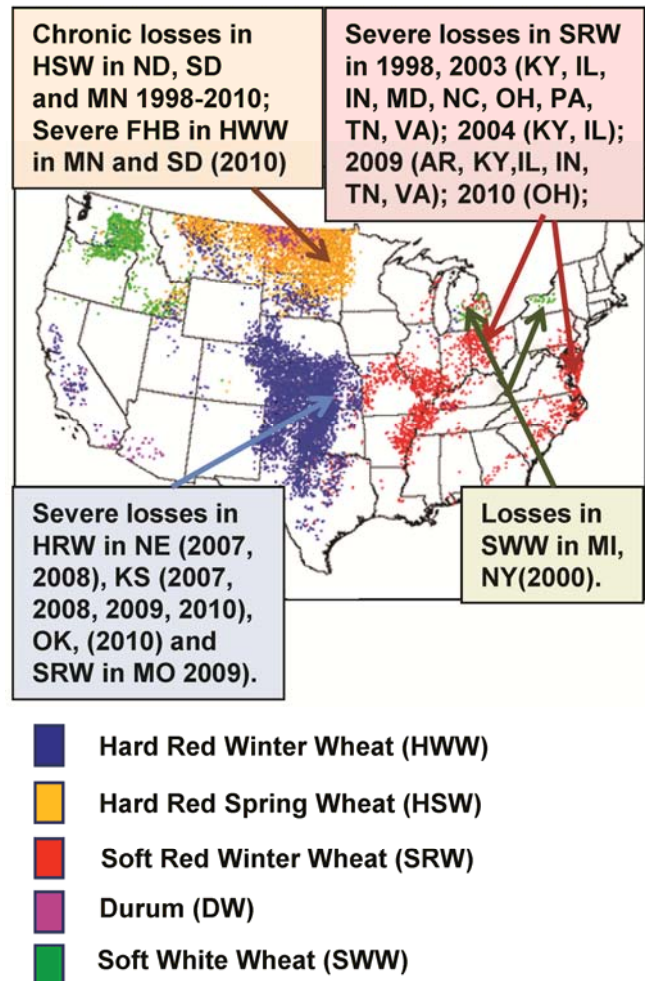 Chronic losses in
HSW in ND, SD
and MN 1998-2010;
Severe FHB in HWW
in MN and SD (2010)
Severe losses in SRW
in 1998, 2003 (KY, IL,
IN, MD, NC, OH, PA,
TN, VA); 2004 (KY, IL);
2009 (AR, KY,IL, IN,
TN, VA); 2010 (OH);
Severe losses in
HRW in NE (2007,
2008), KS (2007,
2008, 2009, 2010),
OK, (2010) and
SRW in MO 2009).
Losses in
SWW in MI,
NY(2000).
Hard Red Winter Wheat (HWW)
Hard Red Spring Wheat (HSW)
Soft Red Winter Wheat (SRW)
Durum (DW)
Soft White Wheat (SWW)